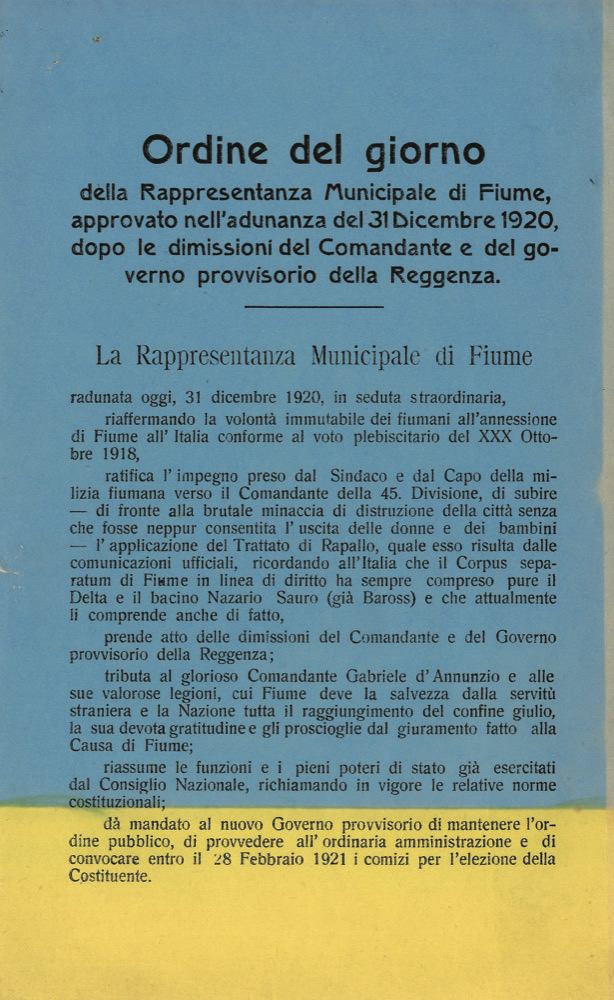 Ordine del giorno
della Rappresentanza Municipale di Fiume,
approvato nell'adunanza del 31 Dicembre 1920,
dopo le dimissioni del Comandante e del go-
verno provvisorio della Reggenza.
La Rappresentanza Municipale di Fiume
radunata oggi, 31 dicembre 1920, in seduta straordinaria,
riaffermando la volontà immutabile dei fiumani all'annessione
di Fiume all' Italia conforme al voto plebiscitario del XXX Otto-
bre 1918,
ratifica l' impegno preso dal Sindaco e dal Capo della mi-
lizia fiumana verso il Comandante della 45. Divisione, di subire
— di fronte alla brutale minaccia di distruzione della città senza
che fosse neppur consentita l' uscita delle donne e dei bambini
— l' applicazione del Trattato di Rapallo, quale esso risulta dalle
comunicazioni ufficiali, ricordando all'Italia che il Corpus sepa-
ratum di Fiume in linea di diritto ha sempre compreso pure il
Delta e il bacino Nazario Sauro (già Baross) e che attualmente
li comprende anche di fatto,
prende atto delle dimissioni del Comandante e del Governo
provvisorio della Reggenza;
tributa al glorioso Comandante Gabriele d' Annunzio e alle
sue valorose legioni, cui Fiume deve la salvezza dalla servitù
straniera e la Nazione tutta il raggiungimento del confine giulio,
la sua devota gratitudine e gli proscioglie dal giuramento fatto alla
Causa di Fiume;
riassume le funzioni e i pieni poteri di stato già esercitati
dal Consiglio Nazionale, richiamando in vigore le relative norme
costituzionali;
dà mandato al nuovo Governo provvisorio di mantenere l'or-
dine pubblico, di provvedere all' ordinaria amministrazione e di
convocare entro il 28 Febbraio 1921 i comizi per l'elezione della
Costituente.